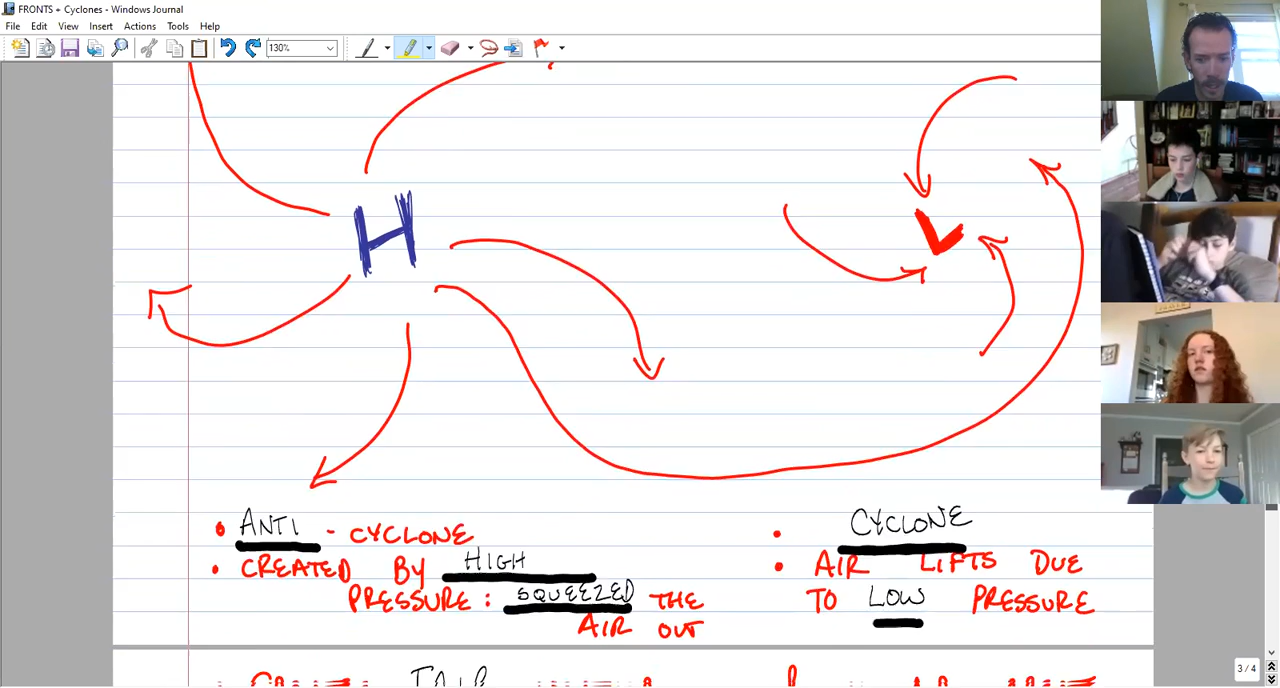 FRONTS + Cyclones - Windows Journal
File Edit View Insert Actions Tools Help
130%
H
L
• ANTI - CYCLONE
• CREATED BY HIGH
PRESSURE: SQUEEZED THE
AIR OUT
• CYCLONE
• AIR LIFTS DUE
TO LOW PRESSURE
3 / 4